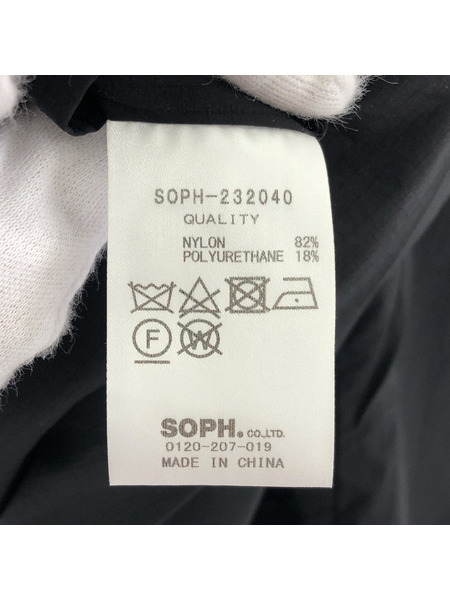 SOPH-232040
QUALITY
NYLON 82%
POLYURETHANE 18%
F W
SOPH. CO.,LTD.
0120-207-019
MADE IN CHINA